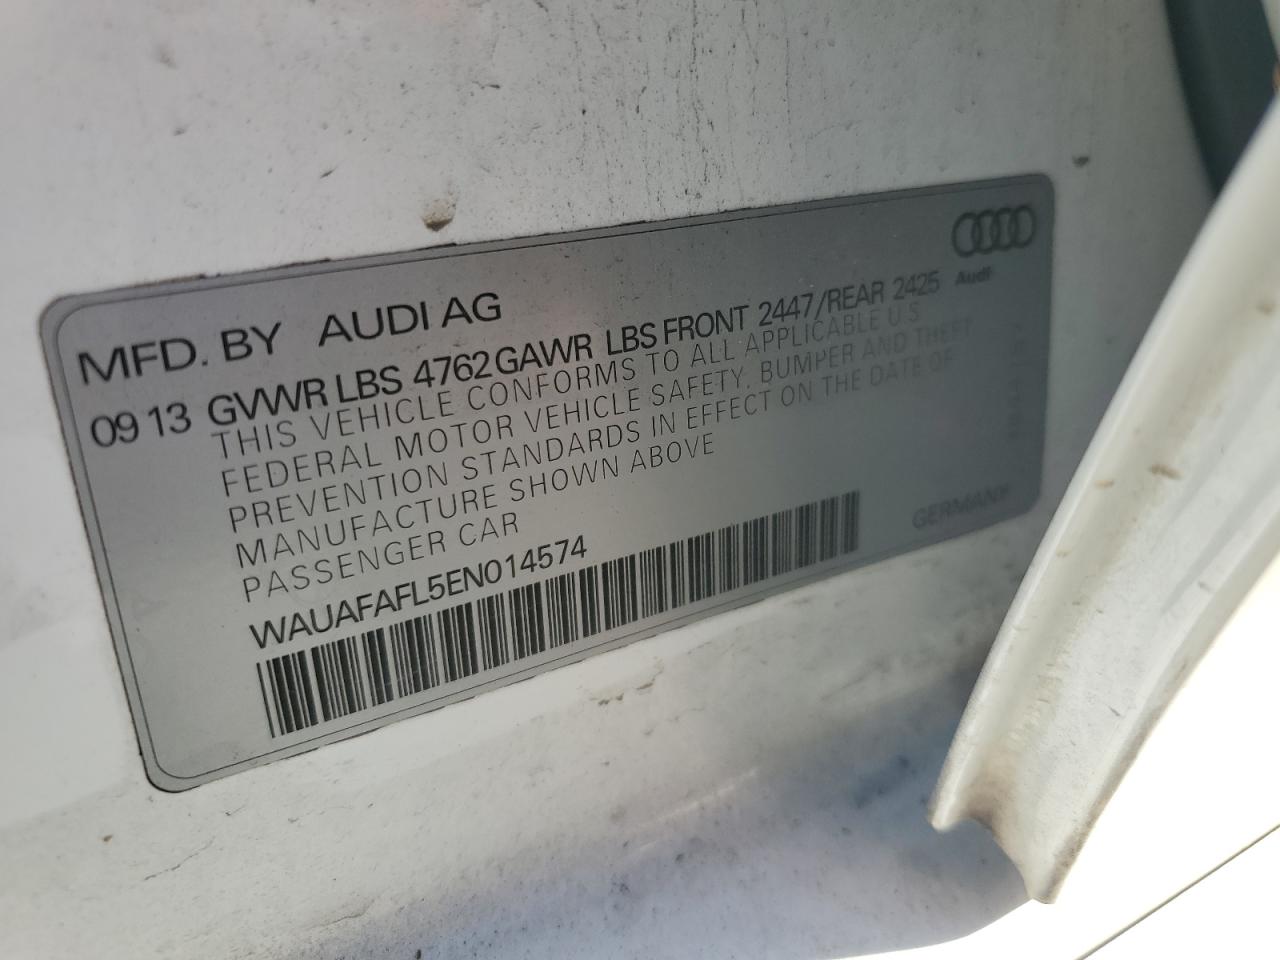 MFD. BY AUDI AG
09 13 GVWR LBS 4762 GAWR LBS FRONT 2447/REAR 2425
THIS VEHICLE CONFORMS TO ALL APPLICABLE U S
FEDERAL MOTOR VEHICLE SAFETY, BUMPER AND THEFT
PREVENTION STANDARDS IN EFFECT ON THE DATE OF
MANUFACTURE SHOWN ABOVE
PASSENGER CAR
WAUAFAFL5EN014574
Audi
GERMANY